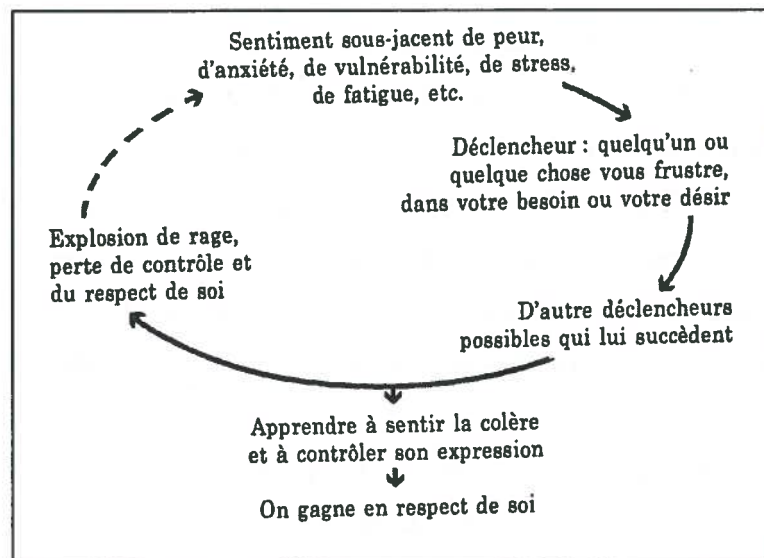 Sentiment sous-jacent de peur,
d'anxiété, de vulnérabilité, de stress,
de fatigue, etc.
Déclencheur : quelqu'un ou
quelque chose vous frustre,
dans votre besoin ou votre désir
D'autre déclencheurs
possibles qui lui succèdent
Explosion de rage,
perte de contrôle et
du respect de soi
Apprendre à sentir la colère
et à contrôler son expression
On gagne en respect de soi